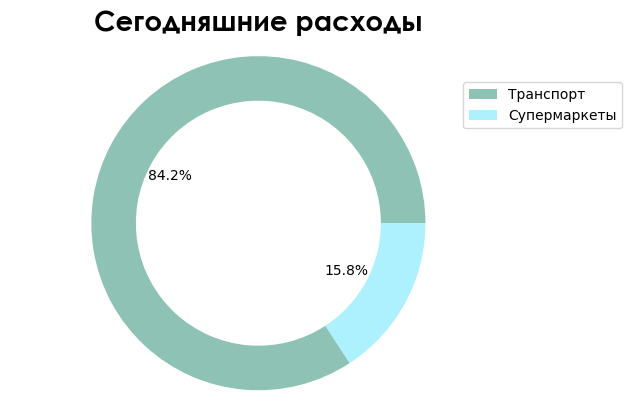 Сегодняшние расходы
Транспорт
Супермаркеты
84.2%
15.8%